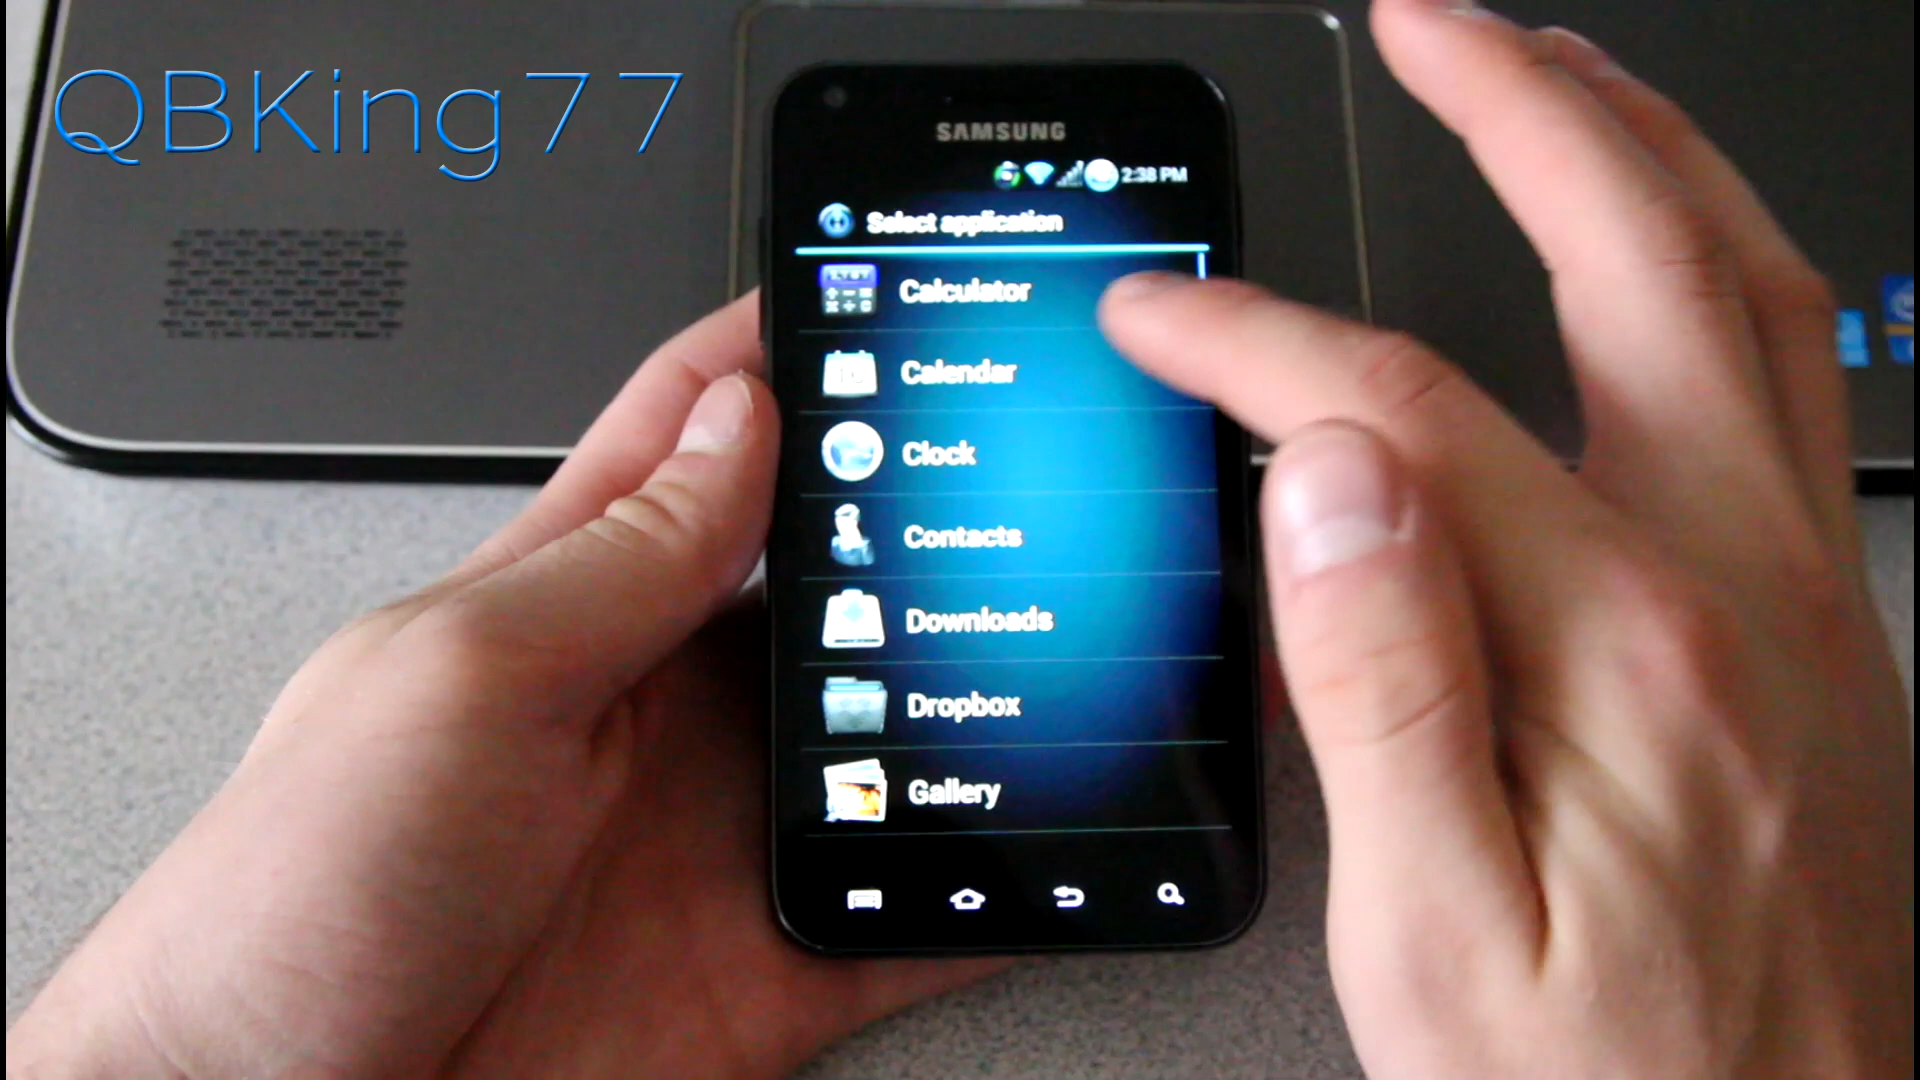 QBKing77
SAMSUNG
2:38 PM
Select application
Calculator
Calendar
Clock
Contacts
Downloads
Dropbox
Gallery